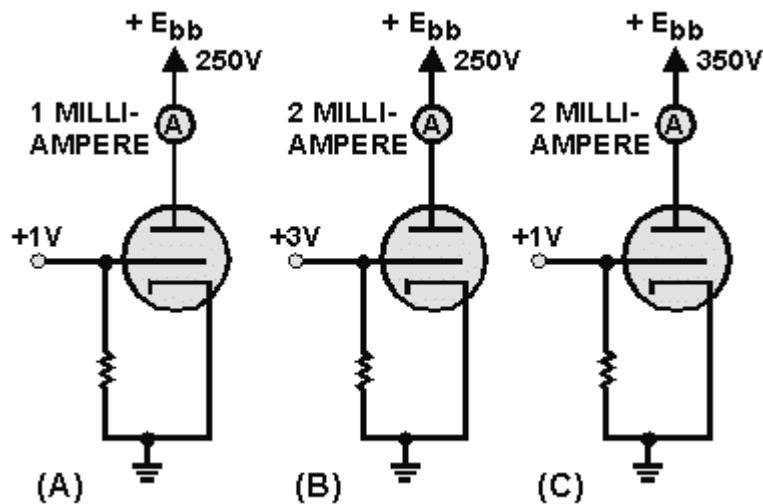 + Ebb
250V
1 MILLI-
AMPERE
A
+1V
(A)
+ Ebb
250V
2 MILLI-
AMPERE
A
+3V
(B)
+ Ebb
350V
2 MILLI-
AMPERE
A
+1V
(C)